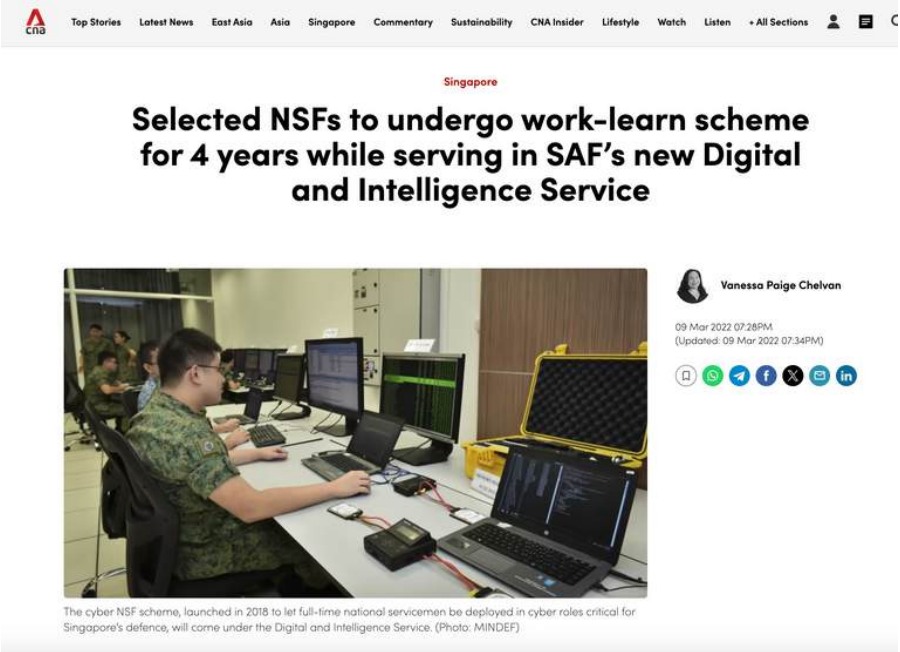 cna
Top Stories Latest News East Asia Asia Singapore Commentary Sustainability CNA Insider Lifestyle Watch Listen + All Sections
Singapore
Selected NSFs to undergo work-learn scheme
for 4 years while serving in SAF's new Digital
and Intelligence Service
Vanessa Paige Chelvan
09 Mar 2022 07:28PM
(Updated: 09 Mar 2022 07:34PM)
The cyber NSF scheme, launched in 2018 to let full-time national servicemen be deployed in cyber roles critical for
Singapore's defence, will come under the Digital and Intelligence Service. (Photo: MINDEF)